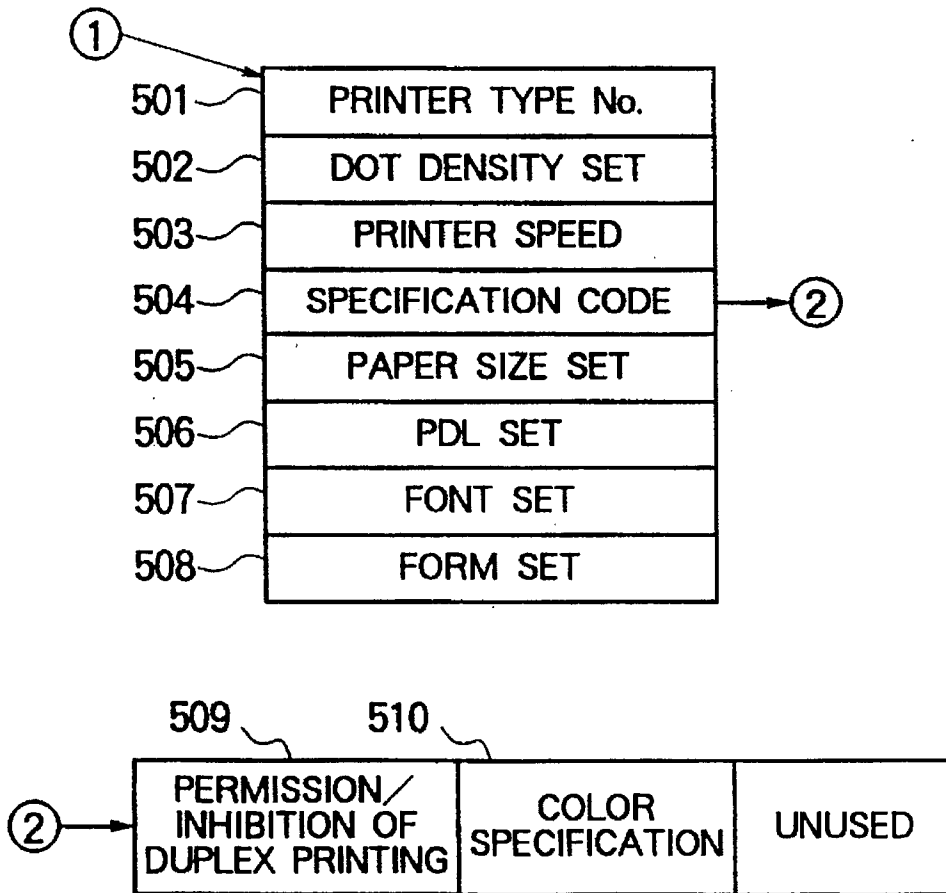 ①
501 PRINTER TYPE No.
502 DOT DENSITY SET
503 PRINTER SPEED
504 SPECIFICATION CODE ②
505 PAPER SIZE SET
506 PDL SET
507 FONT SET
508 FORM SET
509 510
② PERMISSION/
INHIBITION OF
DUPLEX PRINTING
COLOR
SPECIFICATION
UNUSED